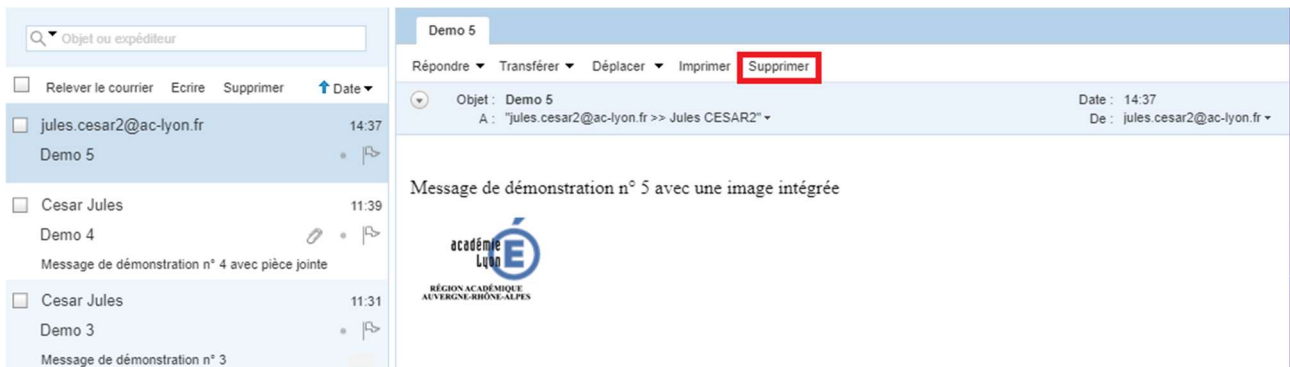 Objet ou expéditeur
Relever le courrier Ecrire Supprimer Date
jules.cesar2@ac-lyon.fr 14:37
Demo 5
Cesar Jules 11:39
Demo 4
Message de démonstration n° 4 avec pièce jointe
Cesar Jules 11:31
Demo 3
Message de démonstration n° 3
Demo 5
Répondre Transférer Déplacer Imprimer Supprimer
Objet : Demo 5 Date : 14:37
A : "jules.cesar2@ac-lyon.fr >> Jules CESAR2" De : jules.cesar2@ac-lyon.fr
Message de démonstration n° 5 avec une image intégrée
académie
Lyon
É
RÉGION ACADÉMIQUE
AUVERGNE-RHÔNE-ALPES